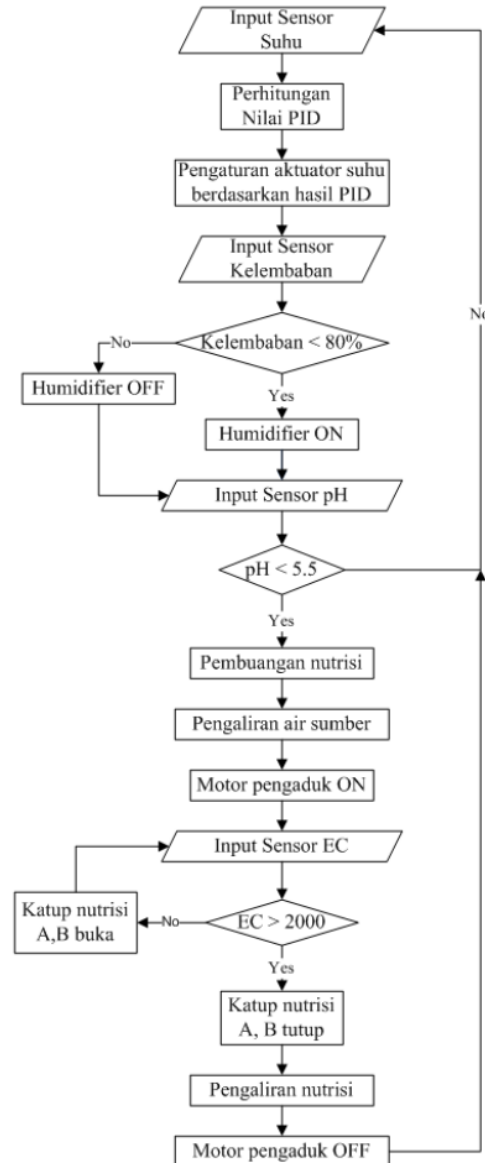 Input Sensor
Suhu
Perhitungan
Nilai PID
Pengaturan aktuator suhu
berdasarkan hasil PID
Input Sensor
Kelembaban
No
Kelembaban < 80%
No
Humidifier OFF
Yes
Humidifier ON
Input Sensor pH
pH < 5.5
Yes
Pembuangan nutrisi
Pengaliran air sumber
Motor pengaduk ON
Input Sensor EC
Katup nutrisi
A,B buka
No
EC > 2000
Yes
Katup nutrisi
A, B tutup
Pengaliran nutrisi
Motor pengaduk OFF